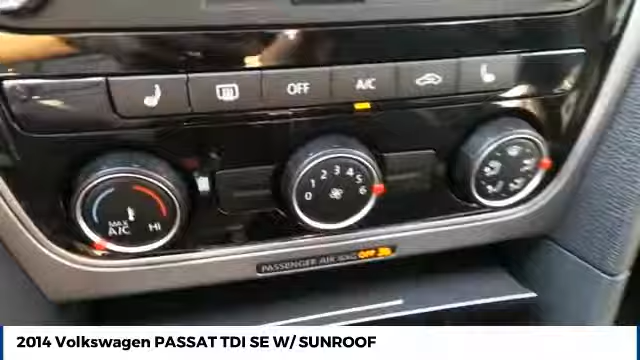 OFF A/C
0 1 2 3 4 5 6
MAX A/C HI
PASSENGER AIR BAG OFF
2014 Volkswagen PASSAT TDI SE W/ SUNROOF